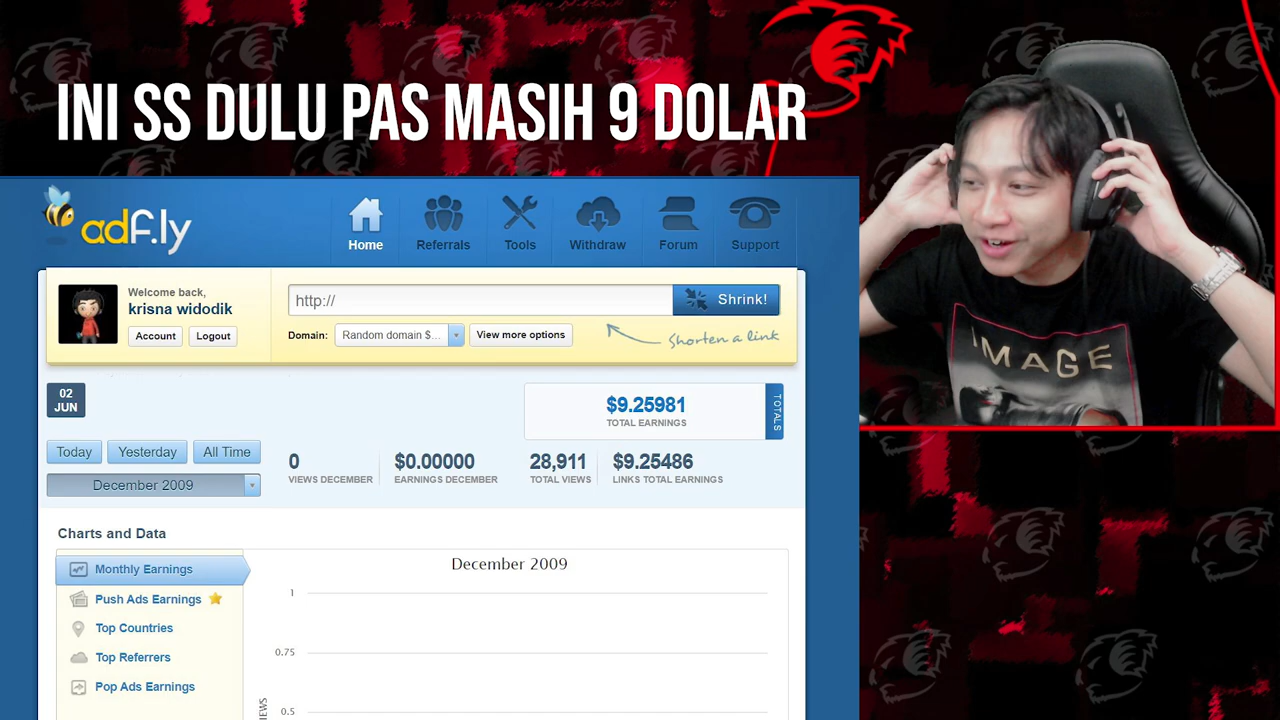 INI SS DULU PAS MASIH 9 DOLAR
adf.ly
Home
Referrals
Tools
Withdraw
Forum
Support
Welcome back,
krisna widodik
Account
Logout
http://
Shrink!
Domain:
Random domain $...
View more options
shorten a link
02
JUN
$9.25981
TOTAL EARNINGS
TOTALS
Today
Yesterday
All Time
December 2009
0
VIEWS DECEMBER
$0.00000
EARNINGS DECEMBER
28,911
TOTAL VIEWS
$9.25486
LINKS TOTAL EARNINGS
Charts and Data
Monthly Earnings
Push Ads Earnings
Top Countries
Top Referrers
Pop Ads Earnings
December 2009
1
0.75
0.5
IMAGE